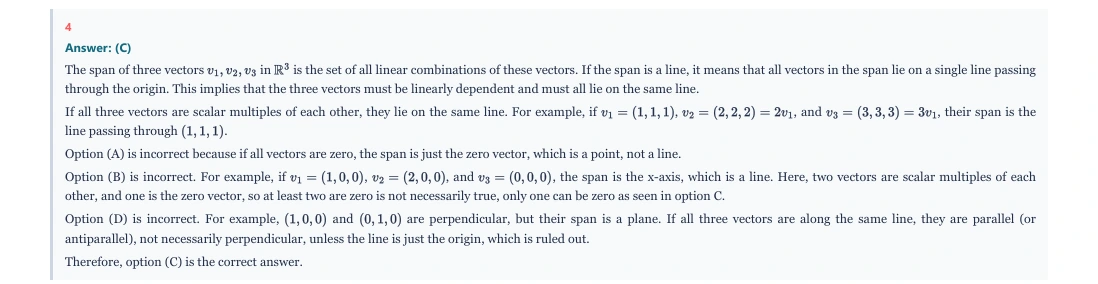 4
Answer: (C)
The span of three vectors v₁, v₂, v₃ in ℝ³ is the set of all linear combinations of these vectors. If the span is a line, it means that all vectors in the span lie on a single line passing
through the origin. This implies that the three vectors must be linearly dependent and must all lie on the same line.
If all three vectors are scalar multiples of each other, they lie on the same line. For example, if v₁ = (1, 1, 1), v₂ = (2, 2, 2) = 2v₁, and v₃ = (3, 3, 3) = 3v₁, their span is the
line passing through (1, 1, 1).
Option (A) is incorrect because if all vectors are zero, the span is just the zero vector, which is a point, not a line.
Option (B) is incorrect. For example, if v₁ = (1, 0, 0), v₂ = (2, 0, 0), and v₃ = (0, 0, 0), the span is the x-axis, which is a line. Here, two vectors are scalar multiples of each
other, and one is the zero vector, so at least two are zero is not necessarily true, only one can be zero as seen in option C.
Option (D) is incorrect. For example, (1, 0, 0) and (0, 1, 0) are perpendicular, but their span is a plane. If all three vectors are along the same line, they are parallel (or
antiparallel), not necessarily perpendicular, unless the line is just the origin, which is ruled out.
Therefore, option (C) is the correct answer.